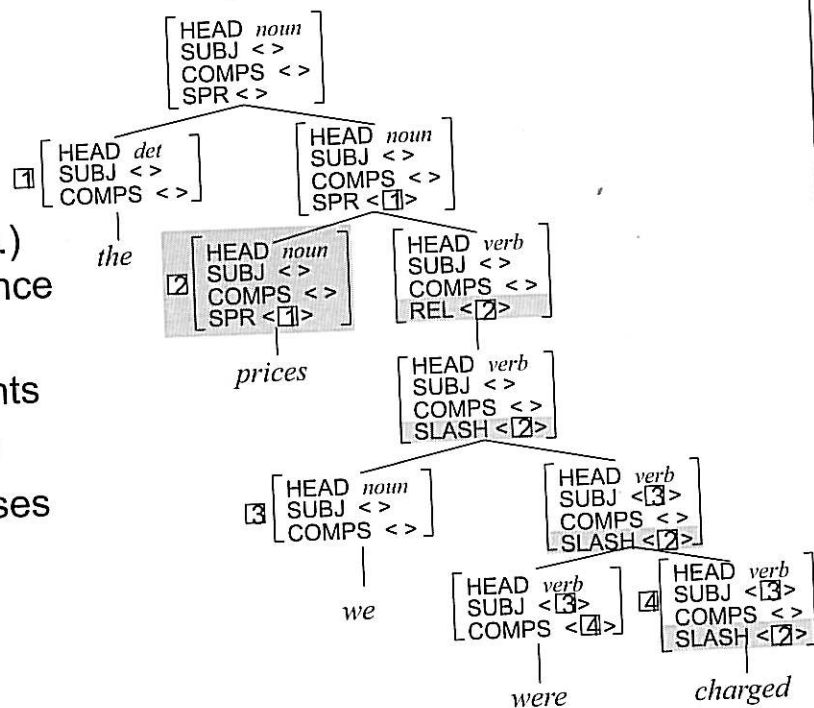 HEAD noun
SUBJ < >
COMPS < >
SPR < >
1
HEAD det
SUBJ < >
COMPS < >
the
HEAD noun
SUBJ < >
COMPS < >
SPR < 1 >
2
HEAD noun
SUBJ < >
COMPS < >
SPR < 1 >
prices
HEAD verb
SUBJ < >
COMPS < >
REL < 2 >
HEAD verb
SUBJ < >
COMPS < >
SLASH < 2 >
3
HEAD noun
SUBJ < >
COMPS < >
we
HEAD verb
SUBJ < 3 >
COMPS < >
SLASH < 2 >
HEAD verb
SUBJ < 3 >
COMPS < 4 >
were
4
HEAD verb
SUBJ < 3 >
COMPS < >
SLASH < 2 >
charged